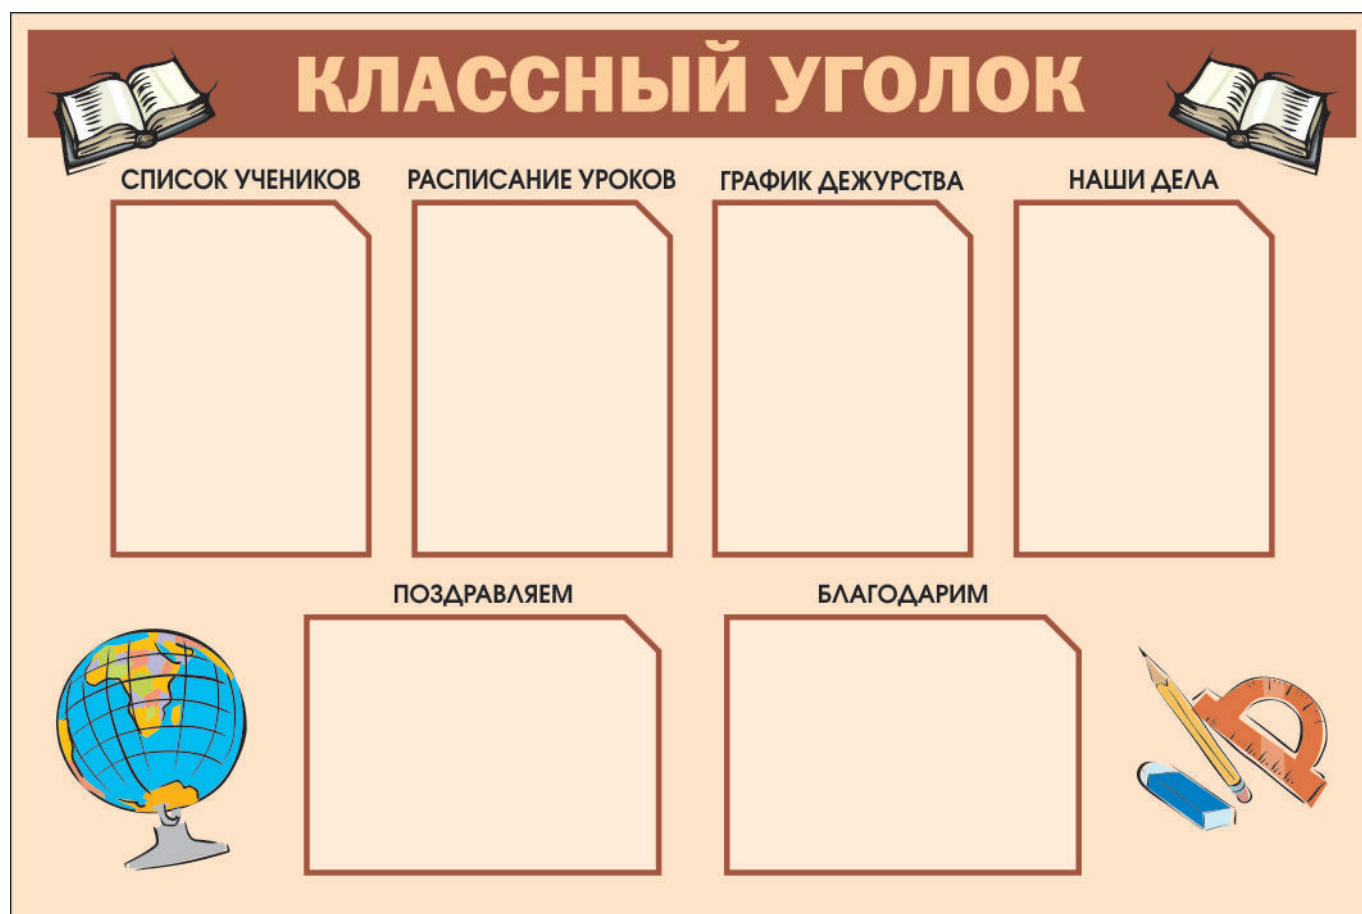 КЛАССНЫЙ УГОЛОК
СПИСОК УЧЕНИКОВ
РАСПИСАНИЕ УРОКОВ
ГРАФИК ДЕЖУРСТВА
НАШИ ДЕЛА
ПОЗДРАВЛЯЕМ
БЛАГОДАРИМ